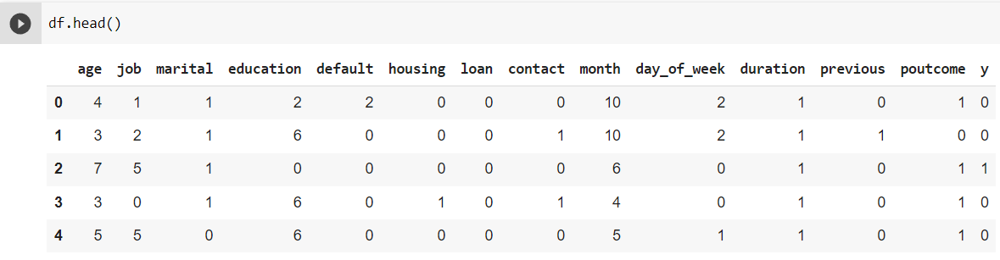 df.head()
age job marital education default housing loan contact month day_of_week duration previous poutcome y
0 4 1 1 2 2 0 0 0 10 2 1 0 1 0
1 3 2 1 6 0 0 0 1 10 2 1 1 0 0
2 7 5 1 0 0 0 0 0 6 0 1 0 1 1
3 3 0 1 6 0 1 0 1 4 0 1 0 1 0
4 5 5 0 6 0 0 0 0 5 1 1 0 1 0